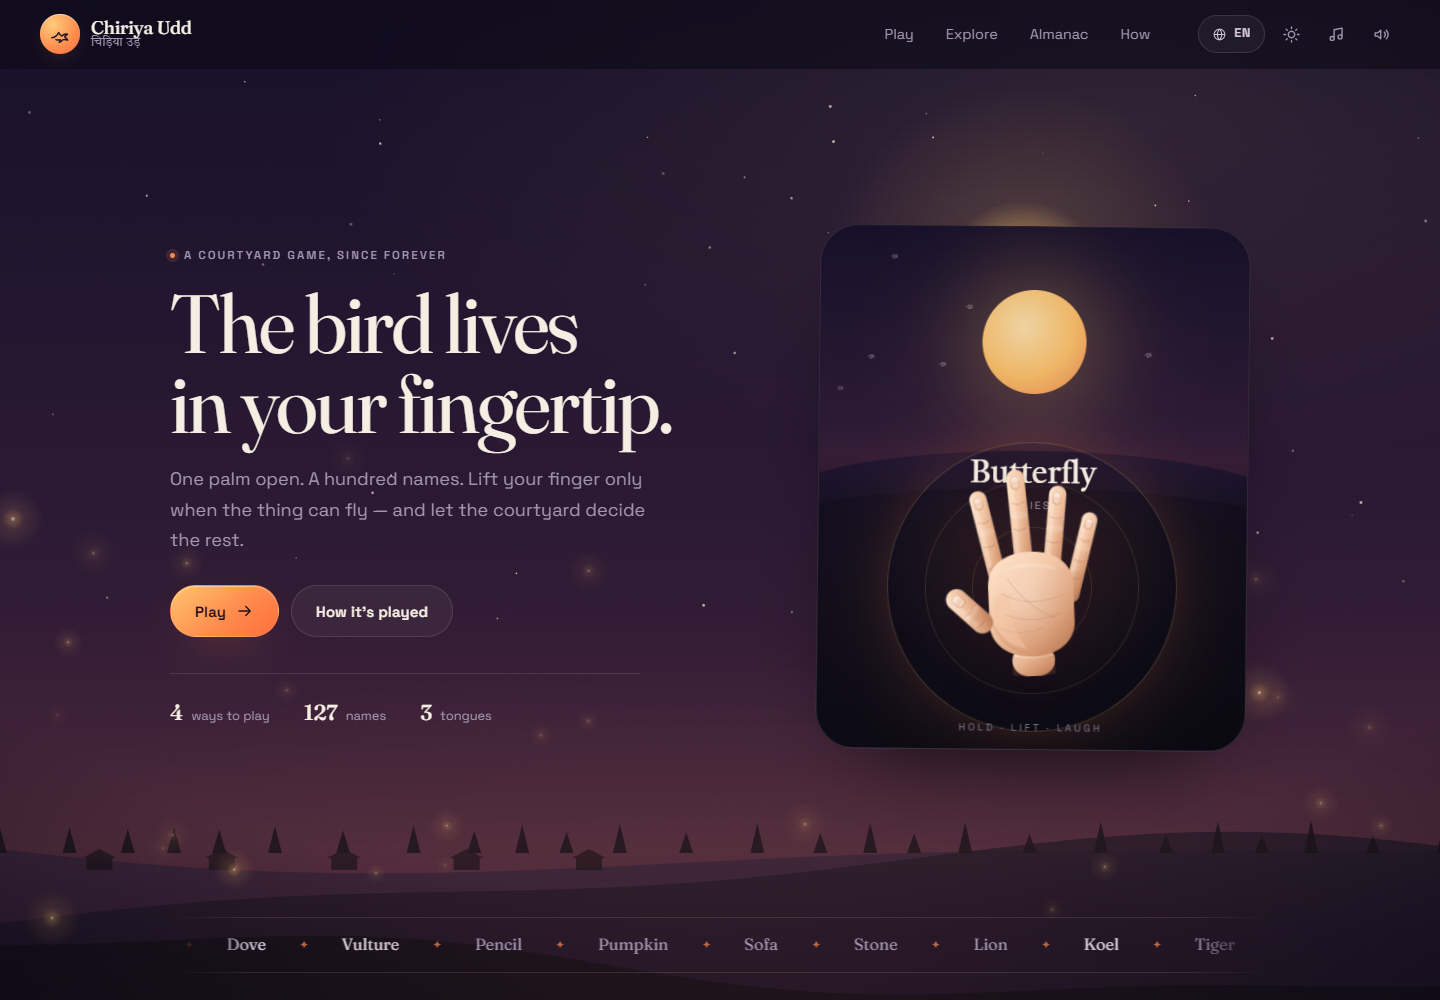 Chiriya Udd
चिड़िया उड़
Play
Explore
Almanac
How
EN
A COURTYARD GAME, SINCE FOREVER
The bird lives
in your fingertip.
One palm open. A hundred names. Lift your finger only
when the thing can fly — and let the courtyard decide
the rest.
Play
How it's played
4 ways to play
127 names
3 tongues
Butterfly
HOLD · LIFT · LAUGH
Dove ✦ Vulture ✦ Pencil ✦ Pumpkin ✦ Sofa ✦ Stone ✦ Lion ✦ Koel ✦ Tiger